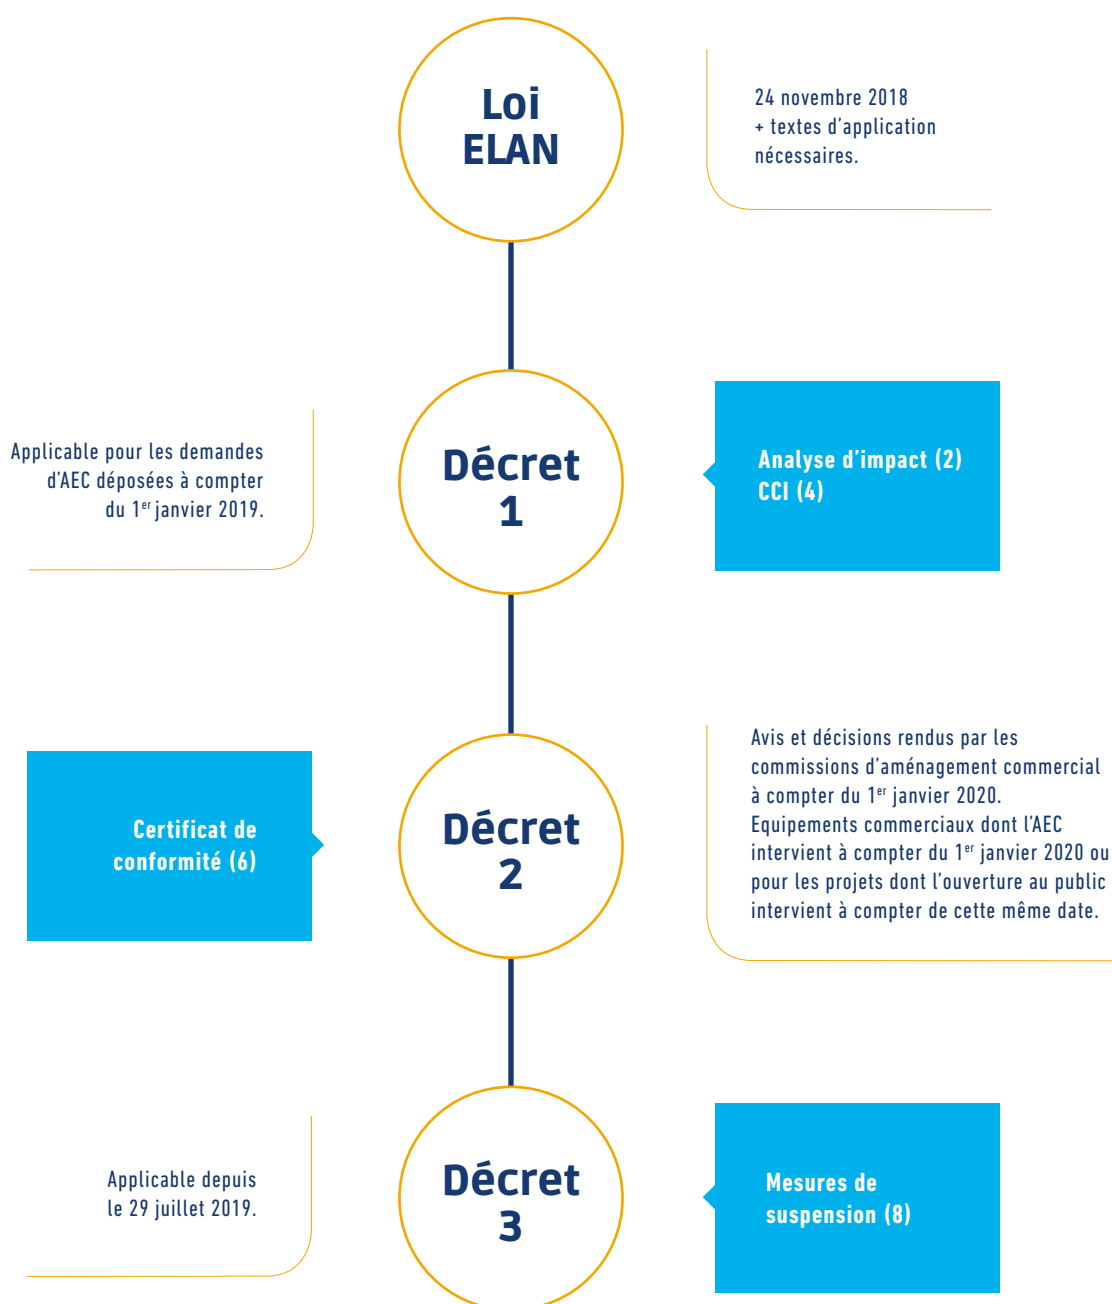 Loi
ELAN
24 novembre 2018
+ textes d’application
nécessaires.
Applicable pour les demandes
d’AEC déposées à compter
du 1er janvier 2019.
Décret
1
Analyse d’impact (2)
CCI (4)
Certificat de
conformité (6)
Décret
2
Avis et décisions rendus par les
commissions d’aménagement commercial
à compter du 1er janvier 2020.
Equipements commerciaux dont l’AEC
intervient à compter du 1er janvier 2020 ou
pour les projets dont l’ouverture au public
intervient à compter de cette même date.
Applicable depuis
le 29 juillet 2019.
Décret
3
Mesures de
suspension (8)